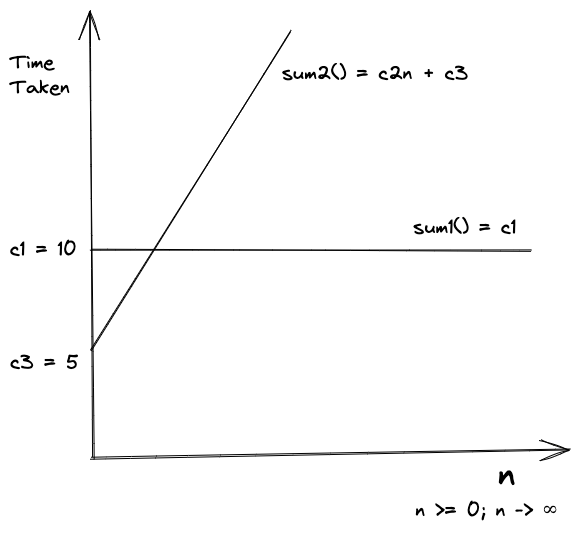 Time
Taken
sum2() = c2n + c3
sum1() = c1
c1 = 10
c3 = 5
n
n >= 0; n -> ∞